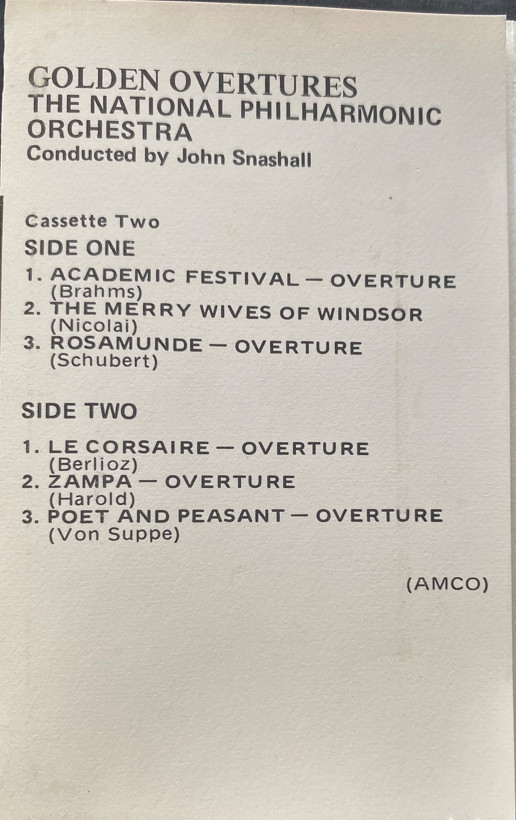 GOLDEN OVERTURES
THE NATIONAL PHILHARMONIC
ORCHESTRA
Conducted by John Snashall
Cassette Two
SIDE ONE
1. ACADEMIC FESTIVAL — OVERTURE
(Brahms)
2. THE MERRY WIVES OF WINDSOR
(Nicolai)
3. ROSAMUNDE — OVERTURE
(Schubert)
SIDE TWO
1. LE CORSAIRE — OVERTURE
(Berlioz)
2. ZAMPA — OVERTURE
(Harold)
3. POET AND PEASANT — OVERTURE
(Von Suppe)
(AMCO)